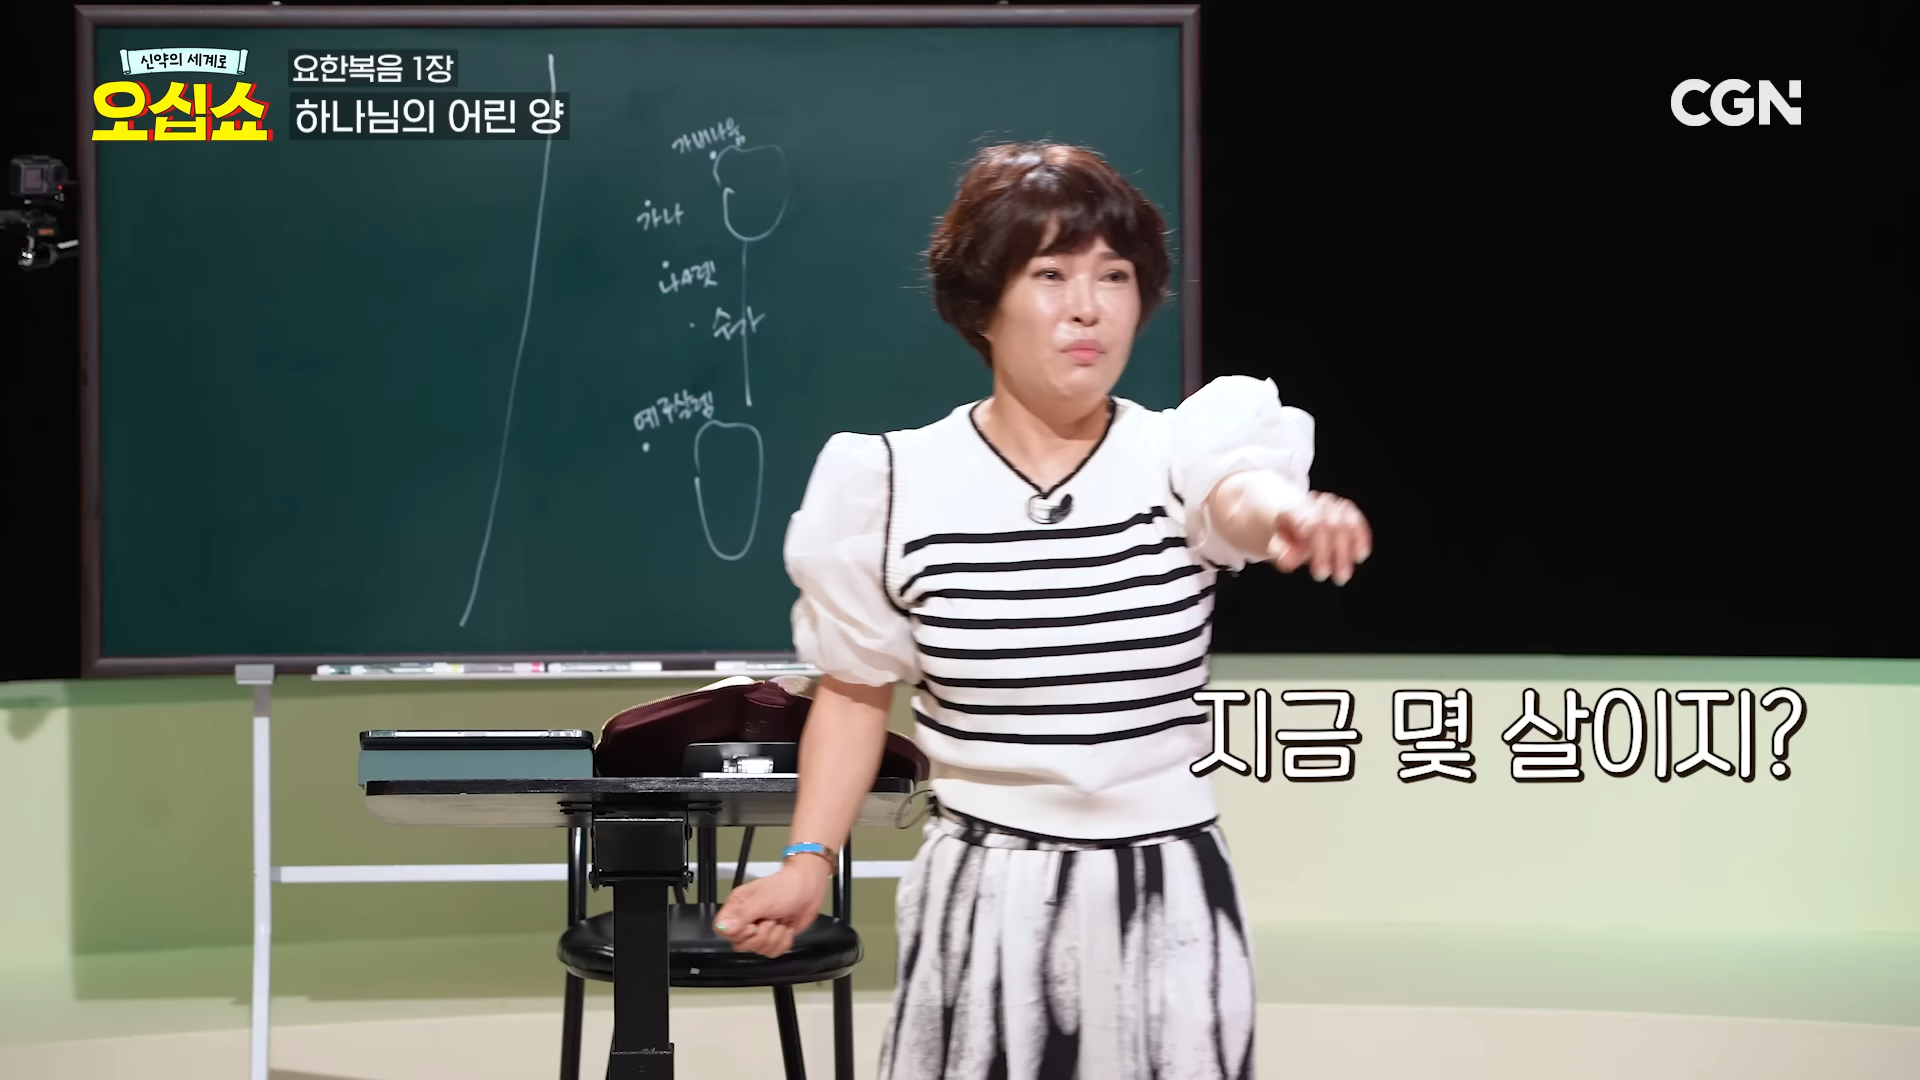 신약의 세계로
오십쇼
요한복음 1장
하나님의 어린 양
CGN
가버나움
가나
나사렛
수가
예루살렘
지금 몇 살이지?